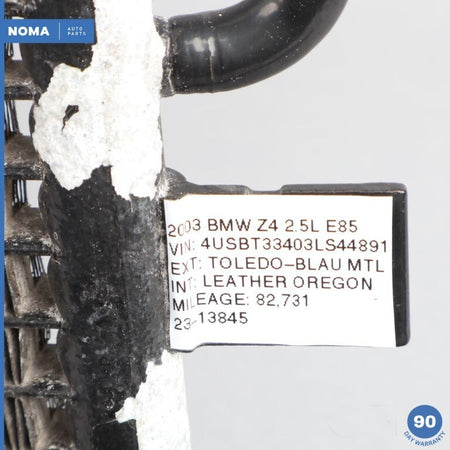 NOMA AUTO PARTS
2003 BMW Z4 2.5L E85
VIN: 4USBT33403LS44891
EXT: TOLEDO-BLAU MTL
INT: LEATHER OREGON
MILEAGE: 82,731
23-13845
90
DAY WARRANTY